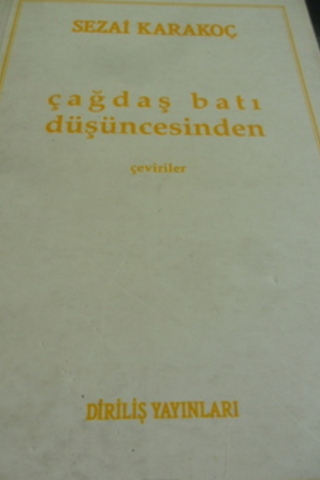 SEZAİ KARAKOÇ
çağdaş batı
düşüncesinden
çeviriler
DİRİLİŞ YAYINLARI